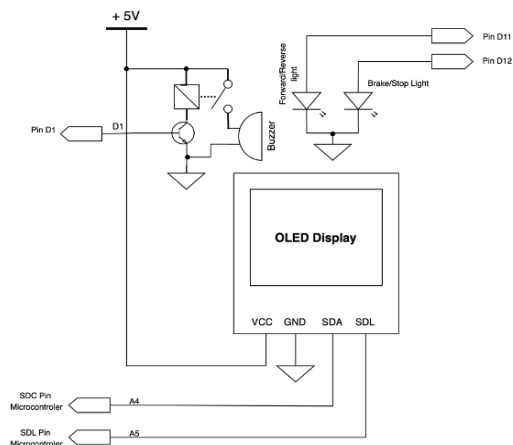 + 5V
Pin D11
Pin D12
Forward/Reverse
light
Brake/Stop Light
Pin D1
D1
Buzzer
OLED Display
VCC GND SDA SDL
SDC Pin
Microcontroler
A4
SDL Pin
Microcontroler
A5